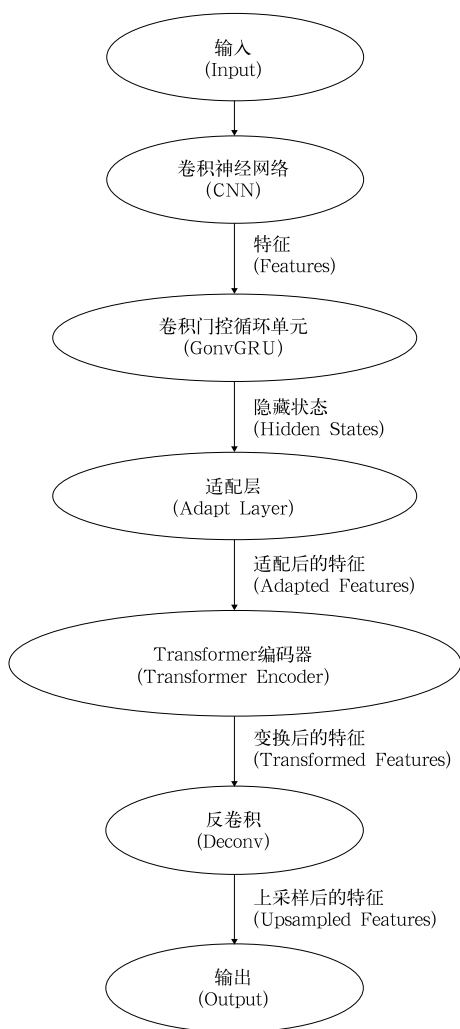 输入
(Input)
卷积神经网络
(CNN)
特征
(Features)
卷积门控循环单元
(GonvGRU)
隐藏状态
(Hidden States)
适配层
(Adapt Layer)
适配后的特征
(Adapted Features)
Transformer编码器
(Transformer Encoder)
变换后的特征
(Transformed Features)
反卷积
(Deconv)
上采样后的特征
(Upsampled Features)
输出
(Output)